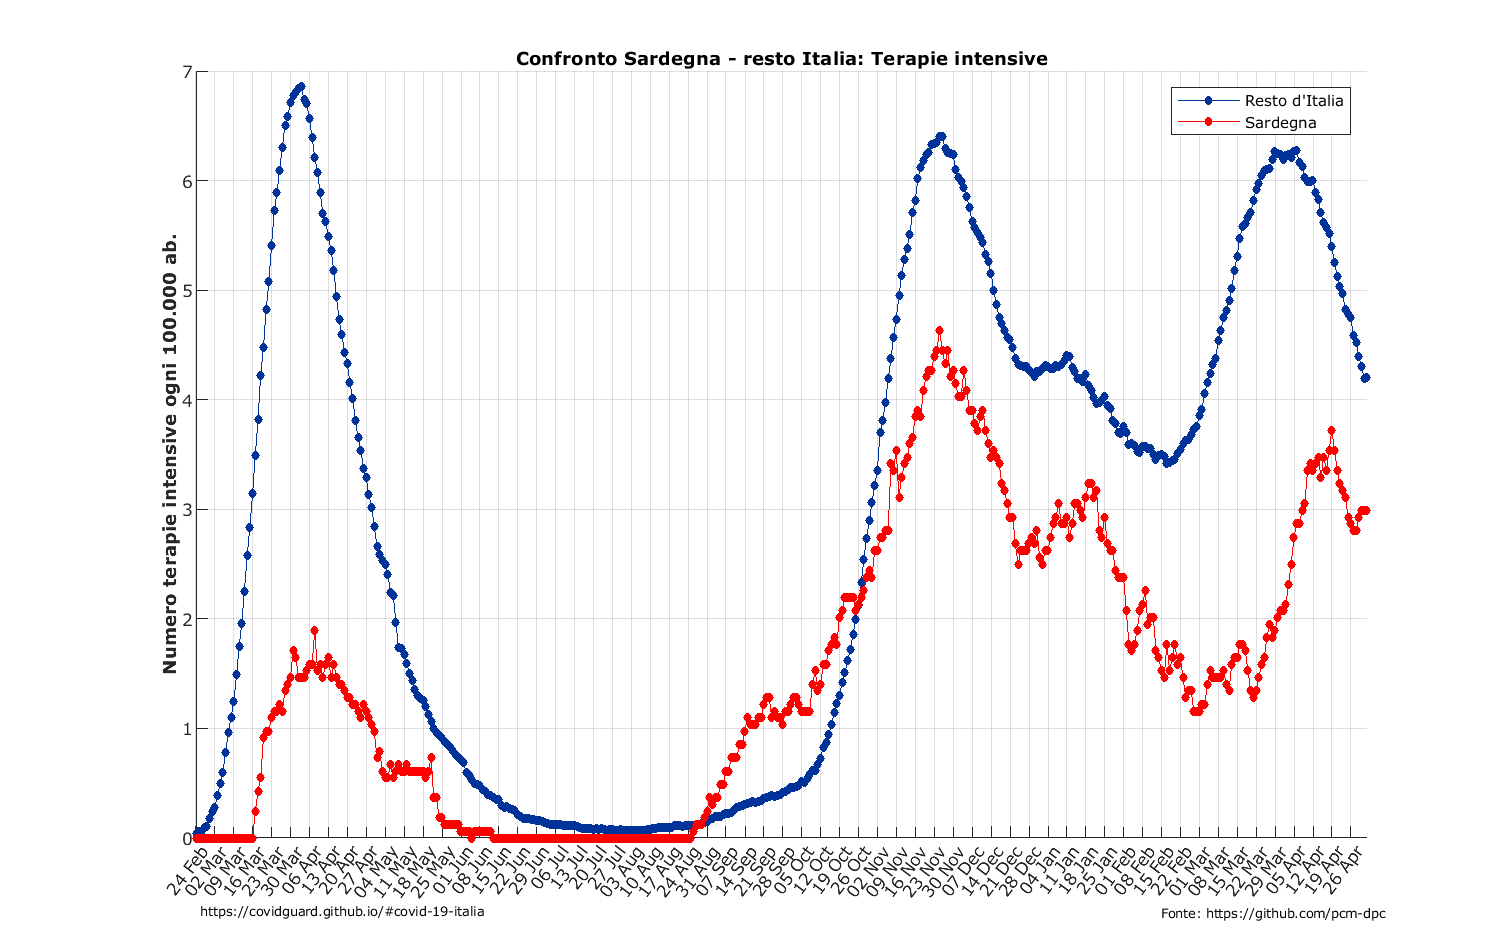 Confronto Sardegna - resto Italia: Terapie intensive
Resto d'Italia
Sardegna
Numero terapie intensive ogni 100.000 ab.
7
6
5
4
3
2
1
0
24 Feb
02 Mar
09 Mar
16 Mar
23 Mar
30 Mar
06 Apr
13 Apr
20 Apr
27 Apr
04 May
11 May
18 May
25 May
01 Jun
08 Jun
15 Jun
22 Jun
29 Jun
06 Jul
13 Jul
20 Jul
27 Jul
03 Aug
10 Aug
17 Aug
24 Aug
31 Aug
07 Sep
14 Sep
21 Sep
28 Sep
05 Oct
12 Oct
19 Oct
26 Oct
02 Nov
09 Nov
16 Nov
23 Nov
30 Nov
07 Dec
14 Dec
21 Dec
28 Dec
04 Jan
11 Jan
18 Jan
25 Jan
01 Feb
08 Feb
15 Feb
22 Feb
01 Mar
08 Mar
15 Mar
22 Mar
29 Mar
05 Apr
12 Apr
19 Apr
26 Apr
https://covidguard.github.io/#covid-19-italia
Fonte: https://github.com/pcm-dpc